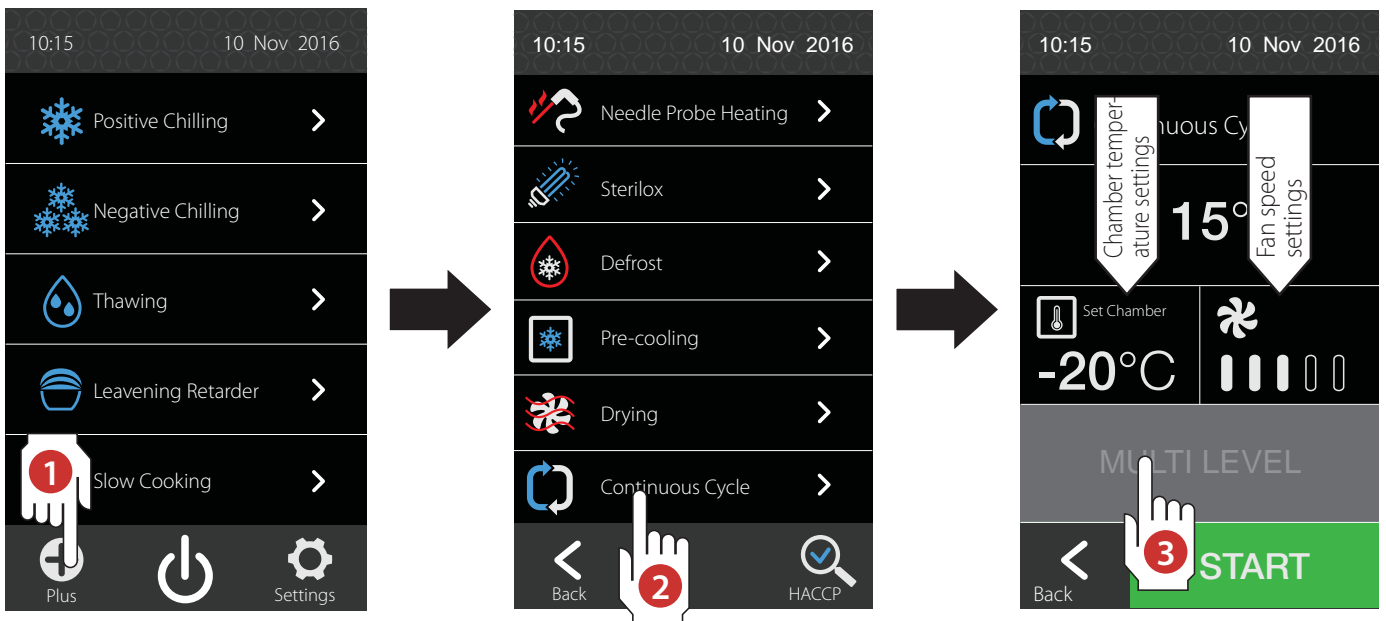 10:15 10 Nov 2016
Positive Chilling
Negative Chilling
Thawing
Leavening Retarder
Slow Cooking
1
Plus
Settings
10:15 10 Nov 2016
Needle Probe Heating
Sterilox
Defrost
Pre-cooling
Drying
Continuous Cycle
Back
2
HACCP
10:15 10 Nov 2016
nuous Cy
Chamber temper-
ature settings
15°
Fan speed
settings
Set Chamber
-20°C
MULTI LEVEL
3
Back
START